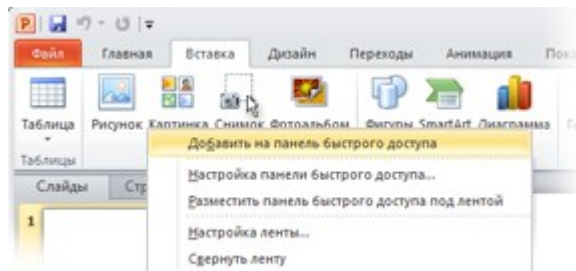 Файл Главная Вставка Дизайн Переходы Анимация
Таблица Рисунок Картинка Снимок Фотоальбом Фигуры SmartArt Диаграмма
Добавить на панель быстрого доступа
Таблицы
Настройка панели быстрого доступа...
Слайды
Разместить панель быстрого доступа под лентой
1
Настройка ленты...
Свернуть ленту